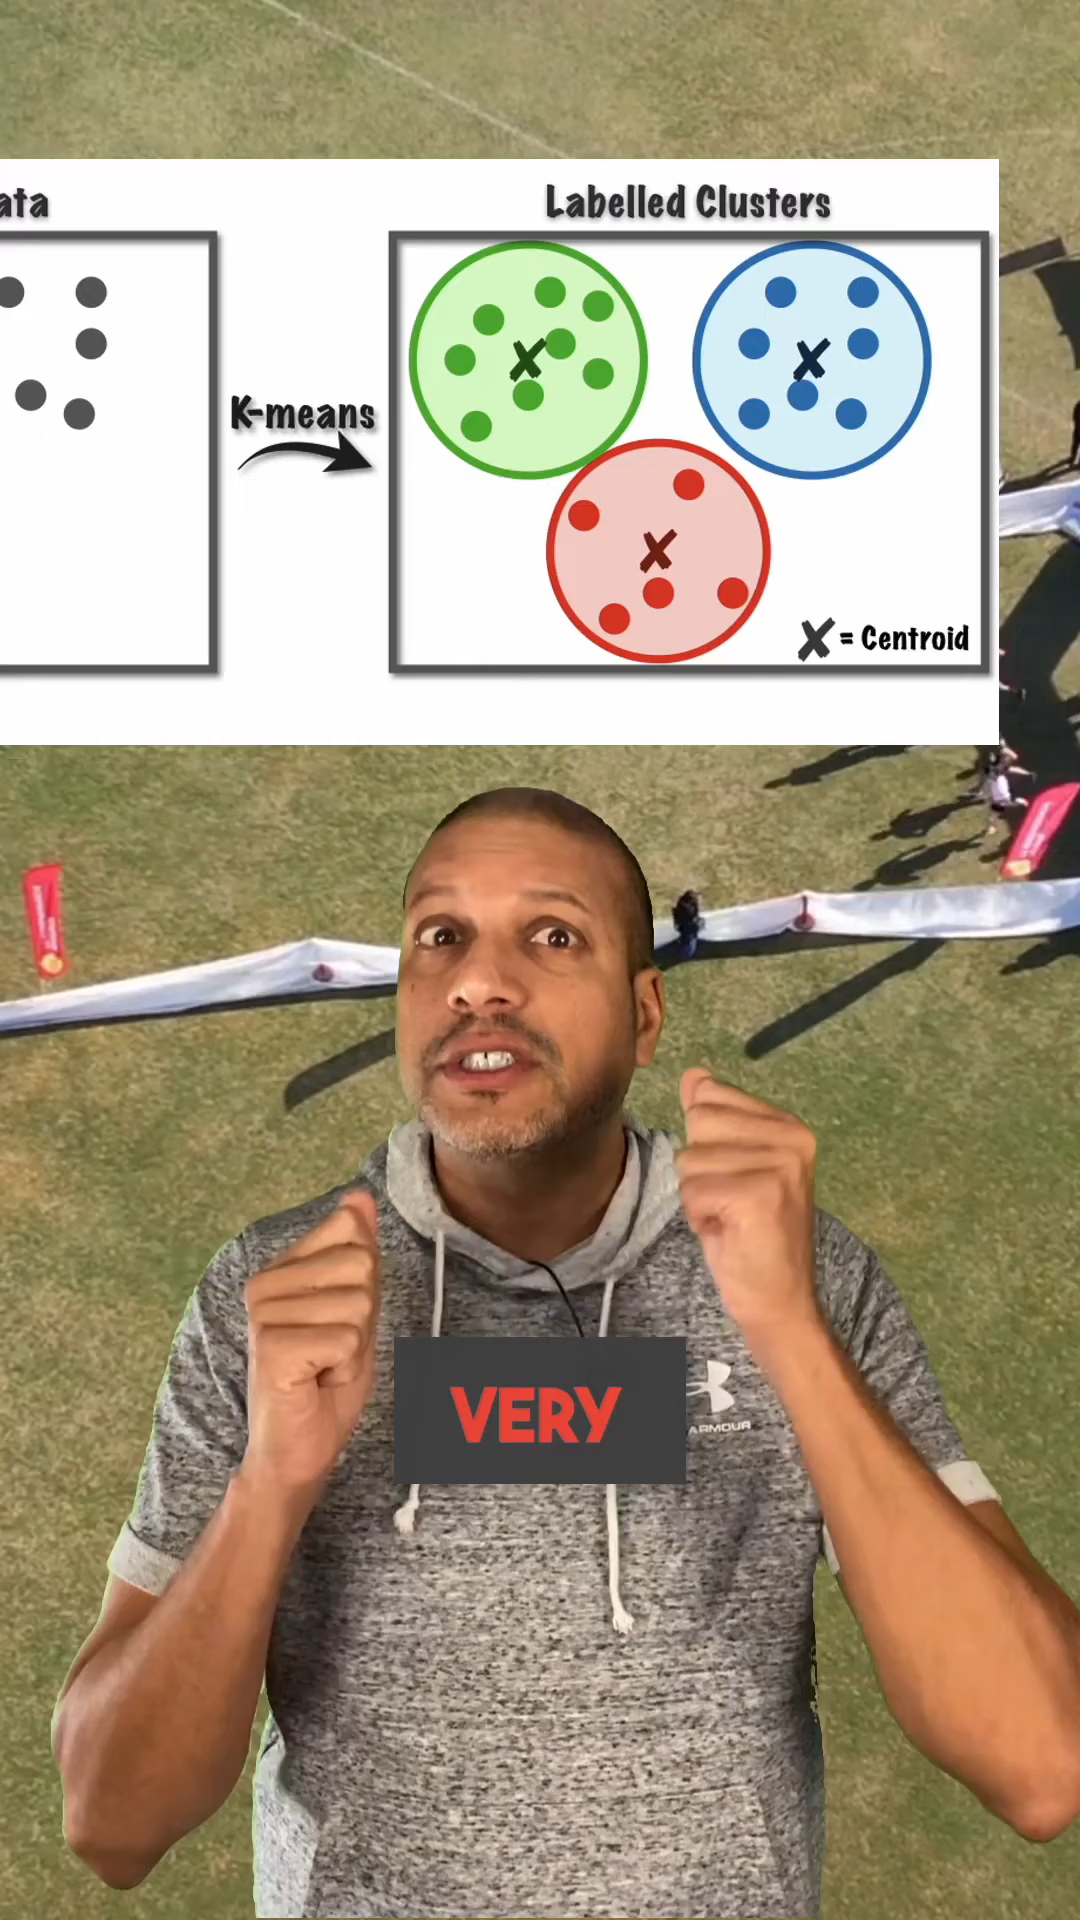 ata
Labelled Clusters
K-means
= Centroid
VERY
ARMOUR